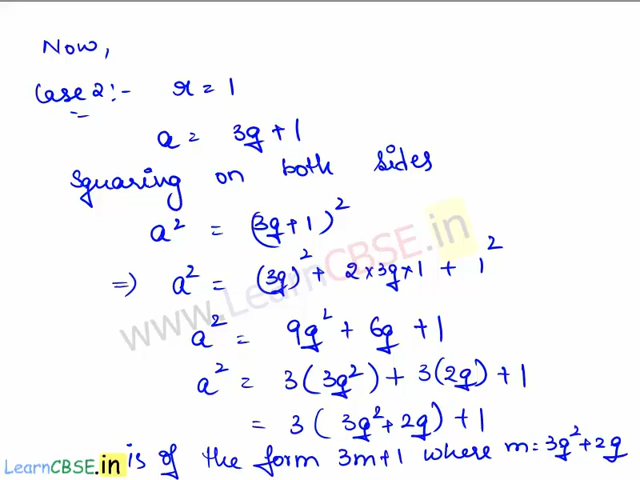 Now,
Case 2:- r = 1
a = 3q + 1
Squaring on both sides
a² = (3q + 1)²
⇒ a² = (3q)² + 2×3q×1 + 1²
www.LearnCBSE.in
a² = 9q² + 6q + 1
a² = 3(3q²) + 3(2q) + 1
= 3(3q² + 2q) + 1
is of the form 3m+1 where m = 3q² + 2q
LearnCBSE.in